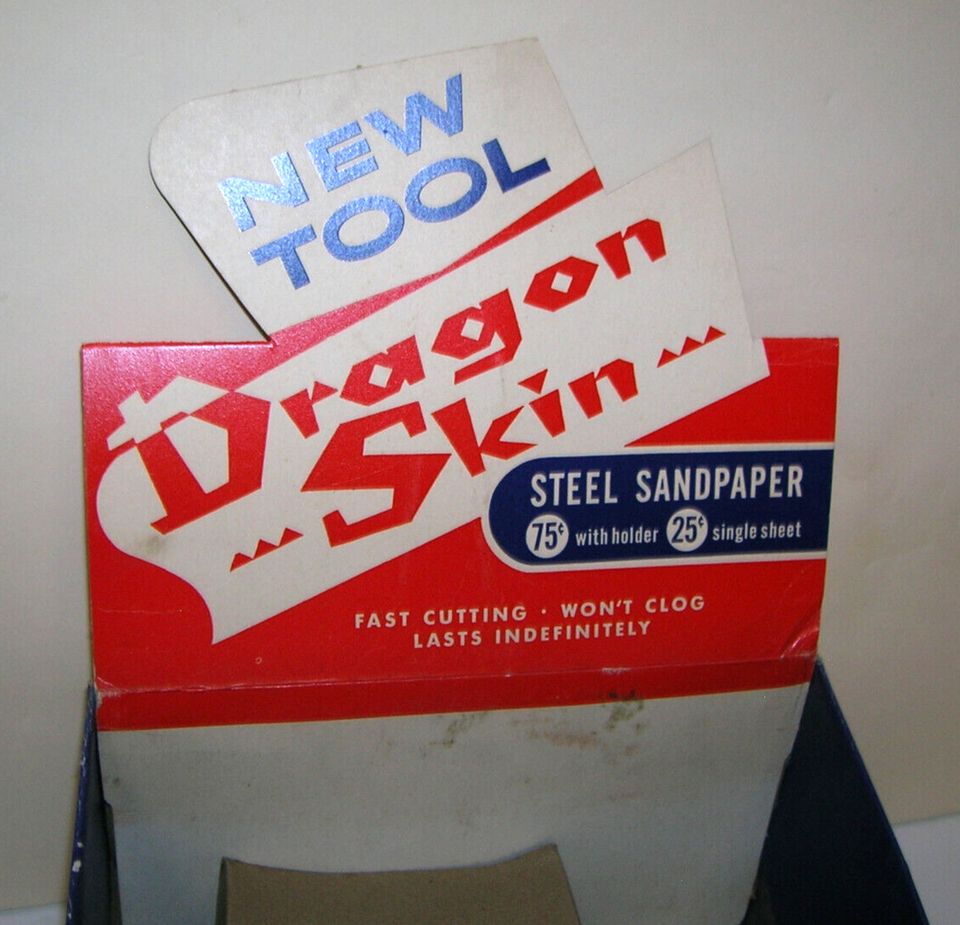 NEW
TOOL
Dragon
Skin
STEEL SANDPAPER
75¢ with holder 25¢ single sheet
FAST CUTTING · WON'T CLOG
LASTS INDEFINITELY